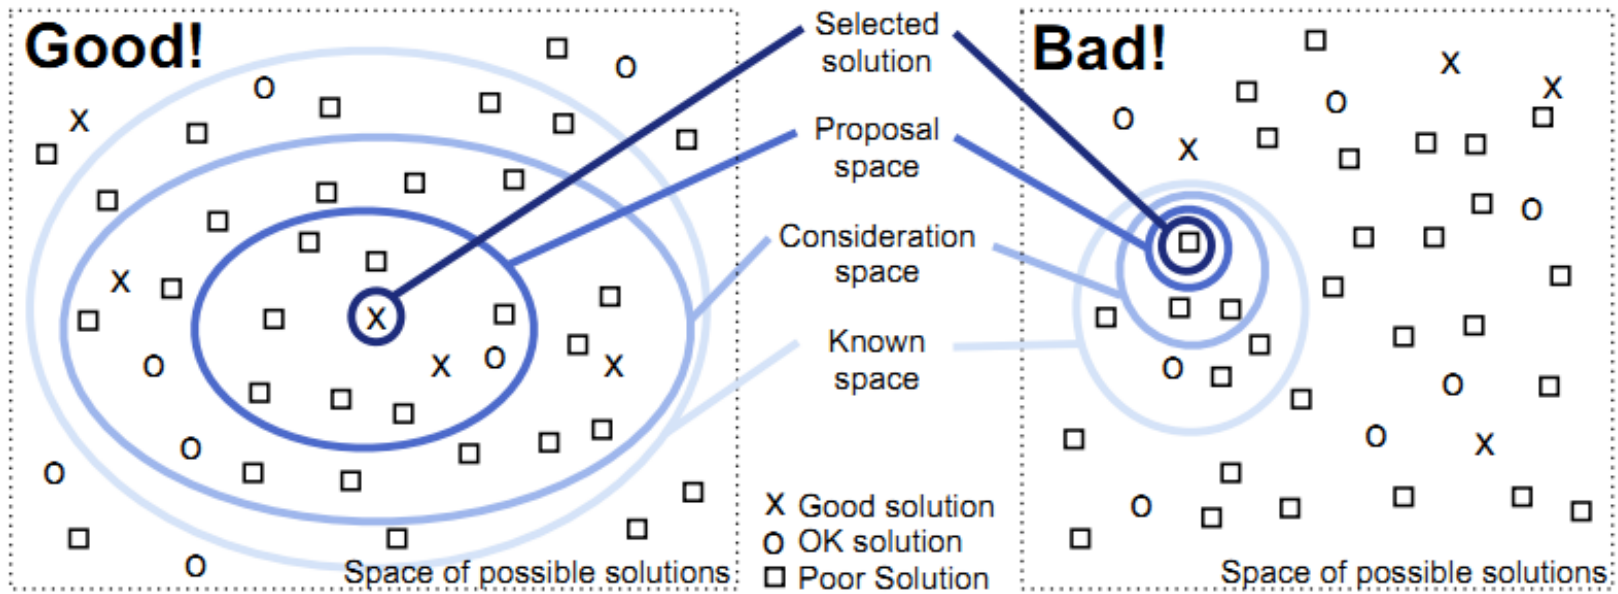 Good!
Selected
solution
Proposal
space
Consideration
space
Known
space
X Good solution
O OK solution
Poor Solution
Space of possible solutions
Bad!
Space of possible solutions